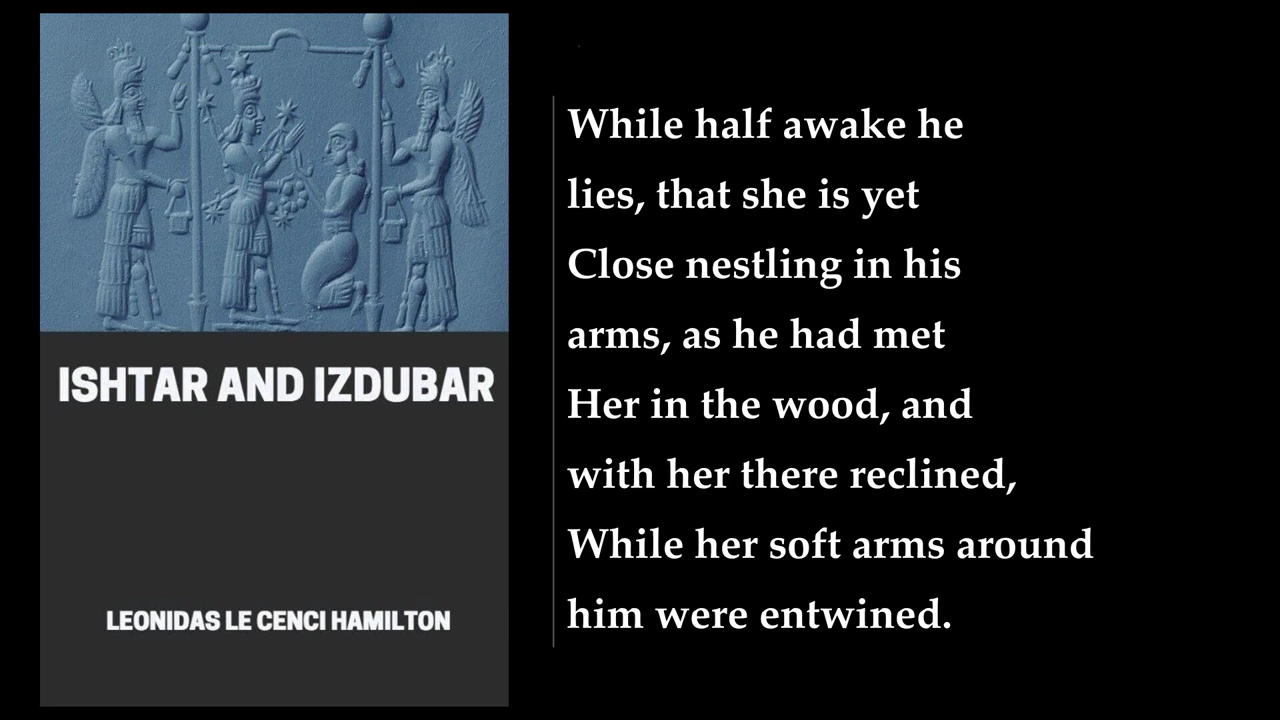 ISHTAR AND IZDUBAR
LEONIDAS LE CENCI HAMILTON
While half awake he
lies, that she is yet
Close nestling in his
arms, as he had met
Her in the wood, and
with her there reclined,
While her soft arms around
him were entwined.